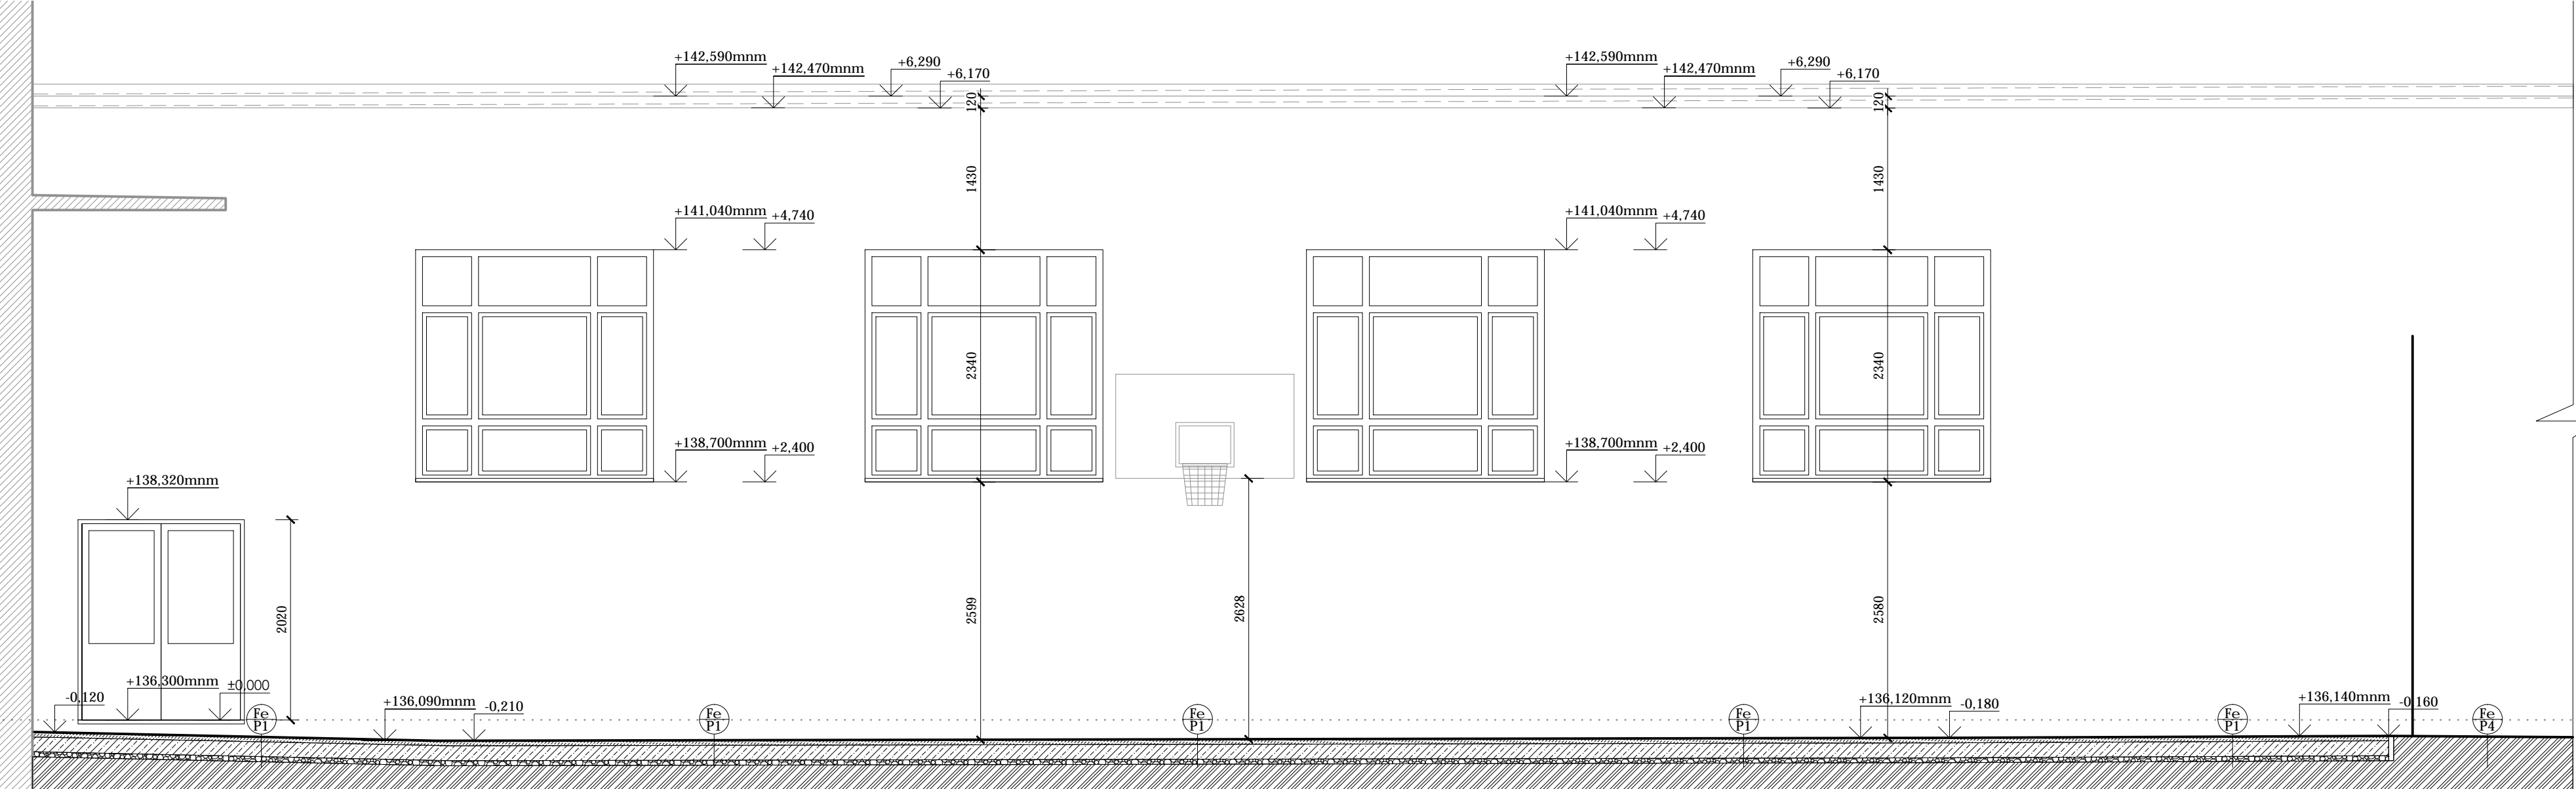 +142,590mnm
+142,470mnm
+6,290
+6,170
+142,590mnm
+142,470mnm
+6,290
+6,170
120
120
1430
1430
+141,040mnm
+4,740
+141,040mnm
+4,740
2340
2340
+138,700mnm
+2,400
+138,700mnm
+2,400
+138,320mnm
2020
2599
2628
2580
+136,300mnm
±0,000
-0,120
+136,090mnm
-0,210
+136,120mnm
-0,180
+136,140mnm
-0,160
Fe
P1
Fe
P1
Fe
P1
Fe
P1
Fe
P1
Fe
P4